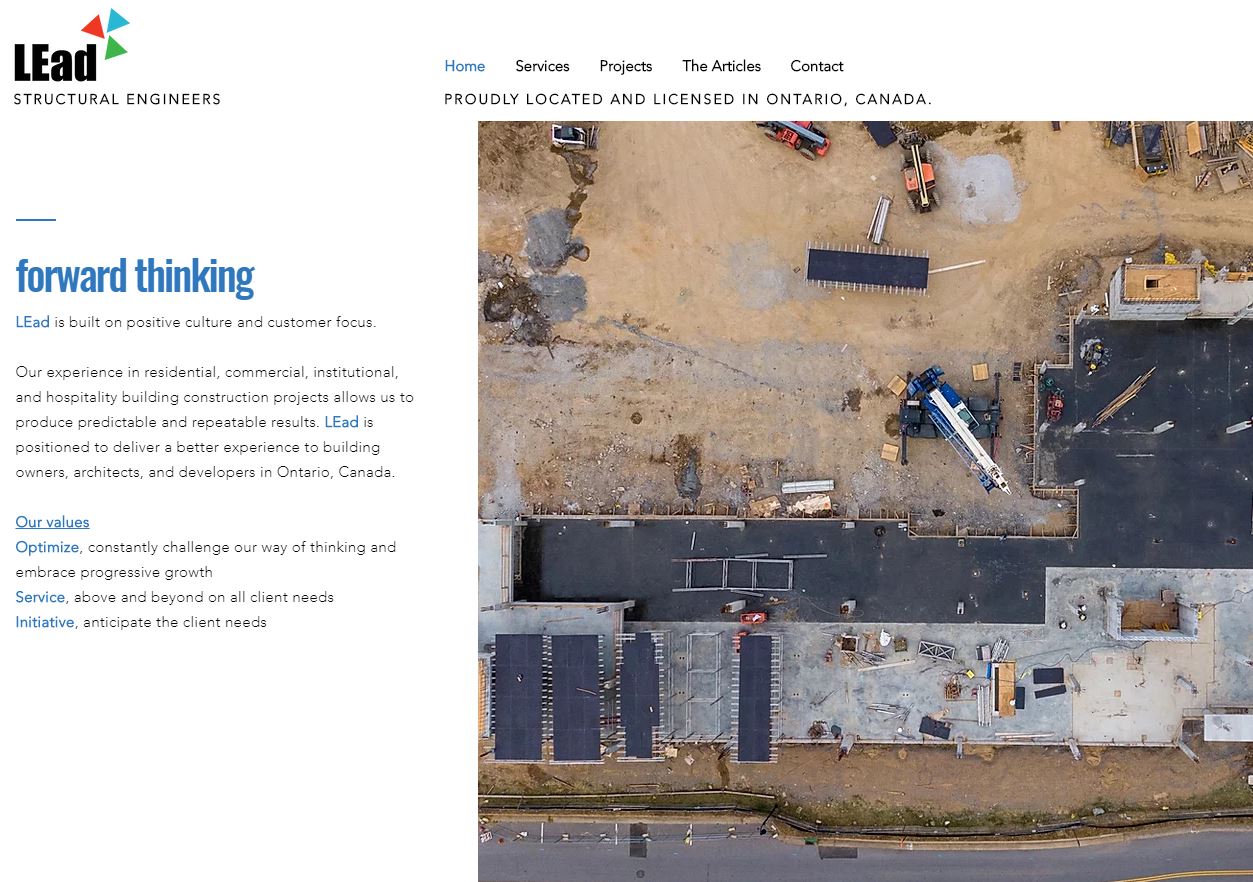 LEad
STRUCTURAL ENGINEERS
Home Services Projects The Articles Contact
PROUDLY LOCATED AND LICENSED IN ONTARIO, CANADA.
forward thinking
LEad is built on positive culture and customer focus.
Our experience in residential, commercial, institutional,
and hospitality building construction projects allows us to
produce predictable and repeatable results. LEad is
positioned to deliver a better experience to building
owners, architects, and developers in Ontario, Canada.
Our values
Optimize, constantly challenge our way of thinking and
embrace progressive growth
Service, above and beyond on all client needs
Initiative, anticipate the client needs